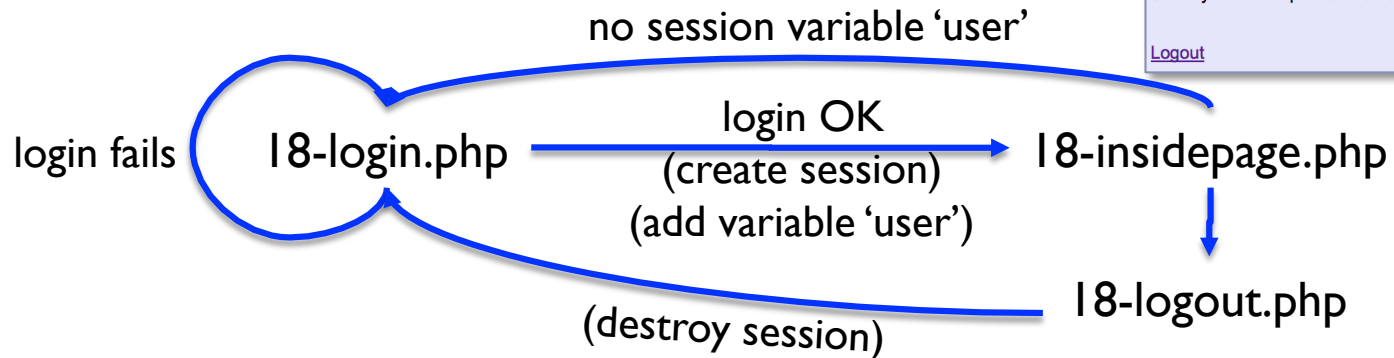 no session variable ‘user’
Logout
login fails
18-login.php
login OK
(create session)
(add variable ‘user’)
18-insidepage.php
18-logout.php
(destroy session)